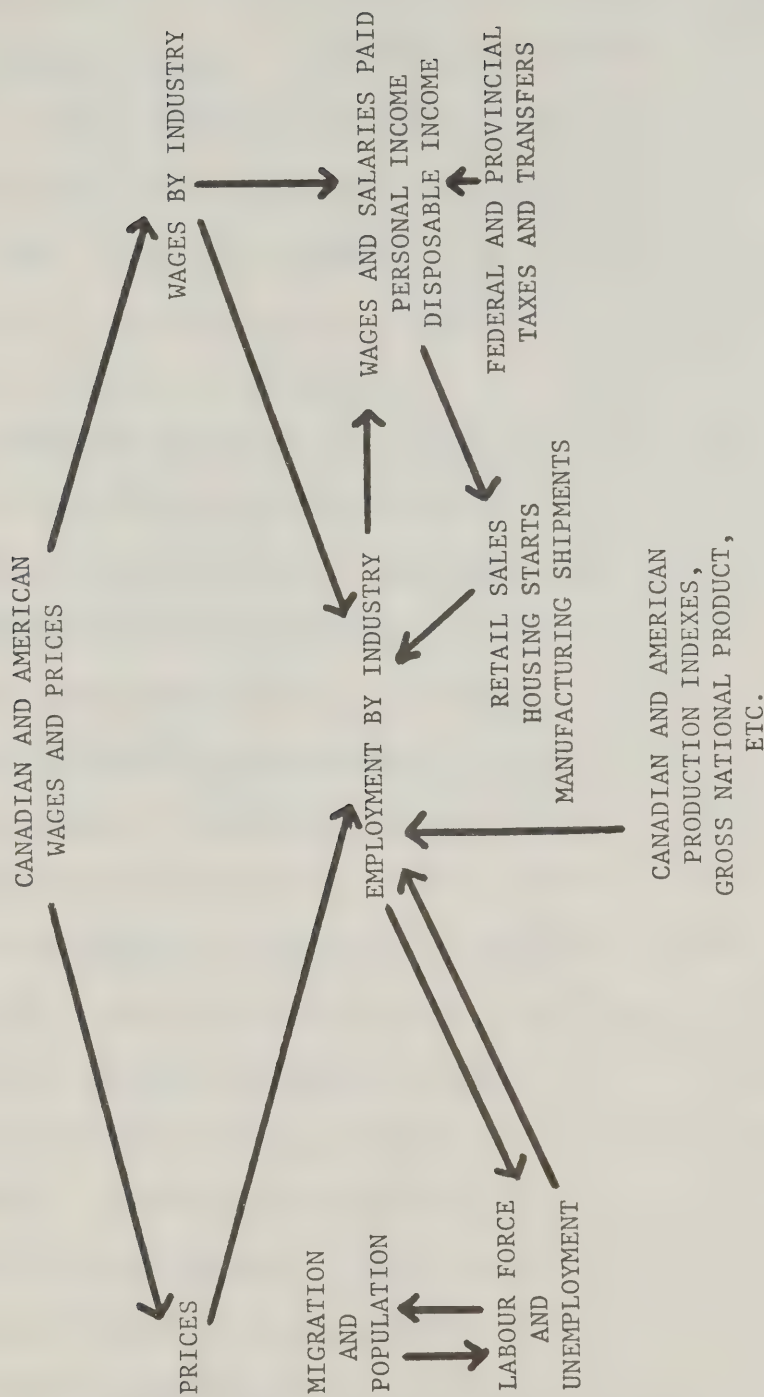 CANADIAN AND AMERICAN
WAGES AND PRICES
PRICES
WAGES BY INDUSTRY
MIGRATION
AND
POPULATION
EMPLOYMENT BY INDUSTRY
WAGES AND SALARIES PAID
PERSONAL INCOME
DISPOSABLE INCOME
LABOUR FORCE
AND
UNEMPLOYMENT
RETAIL SALES
HOUSING STARTS
MANUFACTURING SHIPMENTS
FEDERAL AND PROVINCIAL
TAXES AND TRANSFERS
CANADIAN AND AMERICAN
PRODUCTION INDEXES,
GROSS NATIONAL PRODUCT,
ETC.